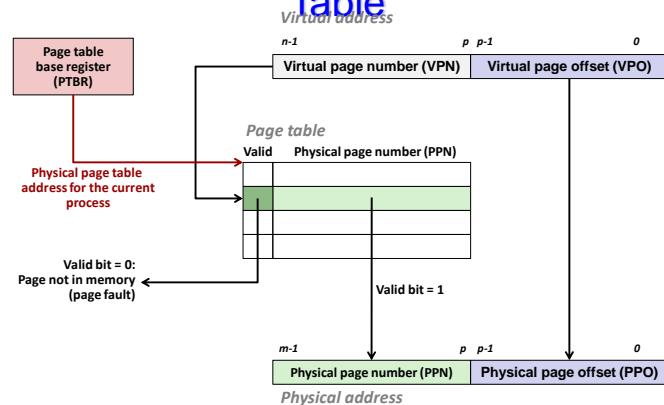 Table
Virtual address
n-1 p p-1 0
Page table
base register
(PTBR)
Virtual page number (VPN) Virtual page offset (VPO)
Page table
Valid Physical page number (PPN)
Physical page table
address for the current
process
Valid bit = 0:
Page not in memory
(page fault)
Valid bit = 1
m-1 p p-1 0
Physical page number (PPN) Physical page offset (PPO)
Physical address